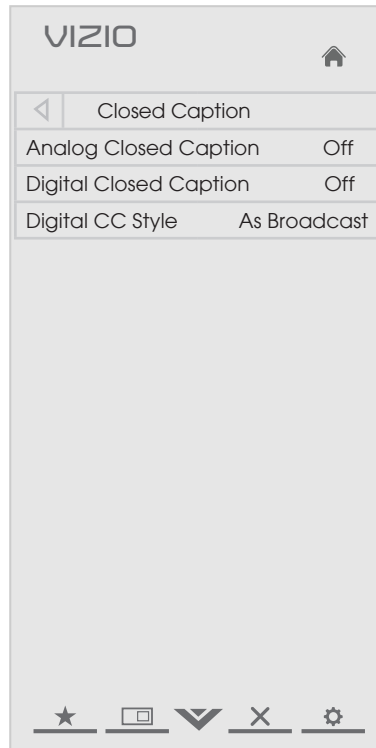 VIZIO
Closed Caption
Analog Closed Caption Off
Digital Closed Caption Off
Digital CC Style As Broadcast